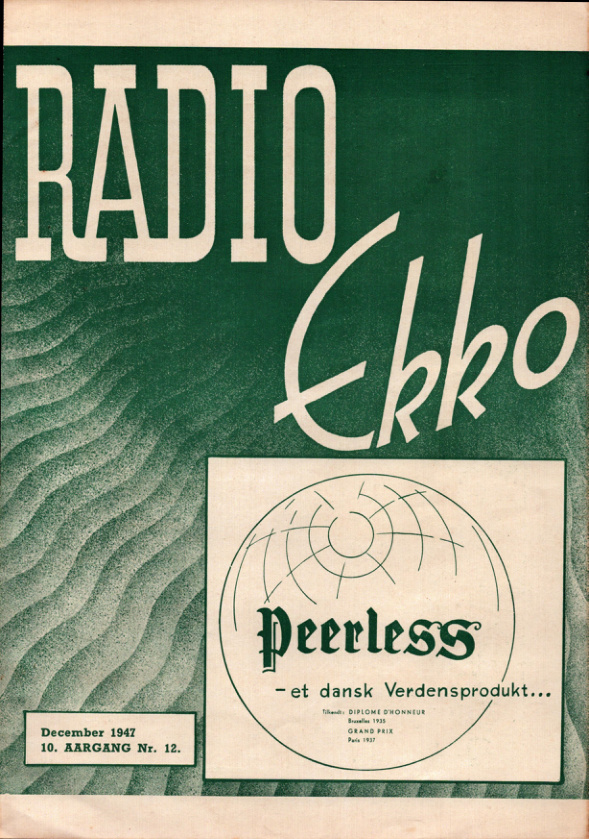 RADIO
Ekko
Peerless
- et dansk Verdensprodukt...
Tilkendt: DIPLOME D'HONNEUR
Bruxelles 1935
GRAND PRIX
Paris 1937
December 1947
10. AARGANG Nr. 12.